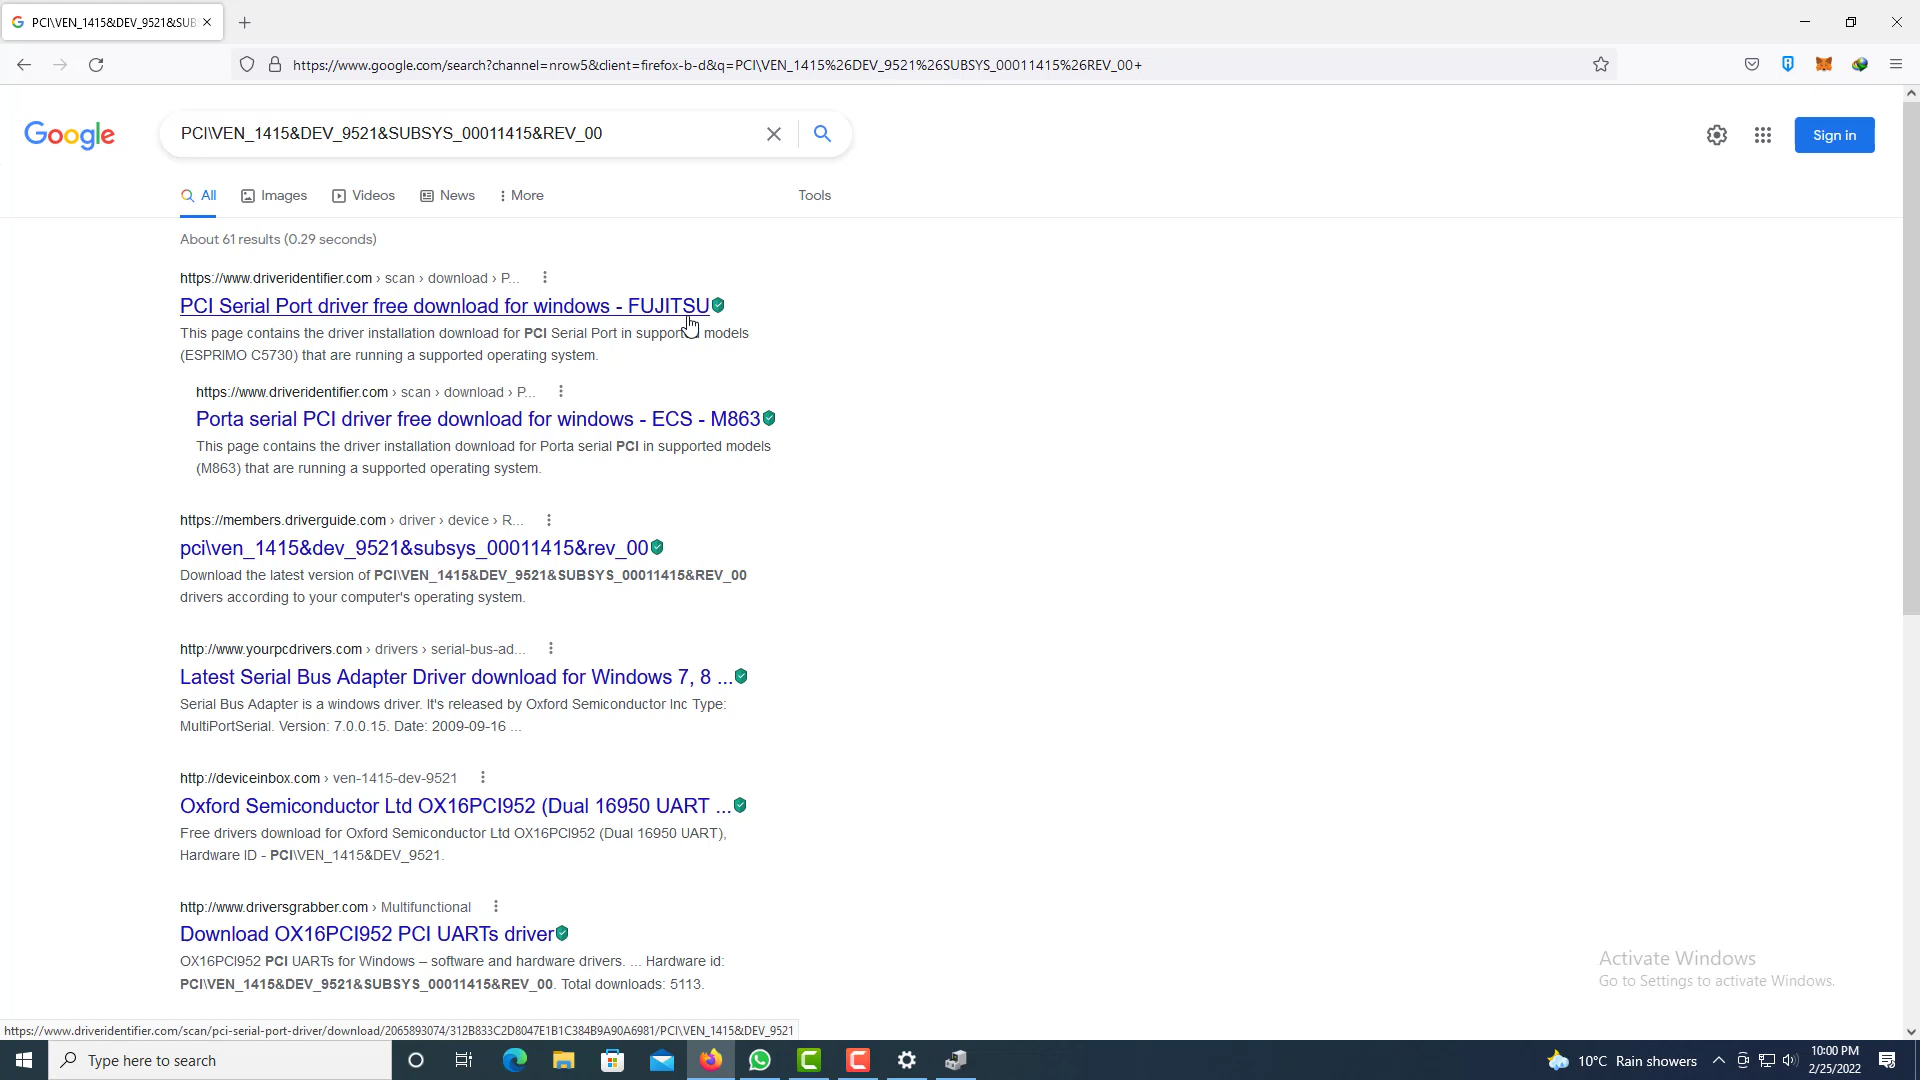 PCI\VEN_1415&DEV_9521&SUB
https://www.google.com/search?channel=nrow5&client=firefox-b-d&q=PCI\VEN_1415%26DEV_9521%26SUBSYS_00011415%26REV_00+
Google
PCI\VEN_1415&DEV_9521&SUBSYS_00011415&REV_00
Sign in
All Images Videos News More Tools
About 61 results (0.29 seconds)
https://www.driveridentifier.com › scan › download › P...
PCI Serial Port driver free download for windows - FUJITSU
This page contains the driver installation download for PCI Serial Port in supported models
(ESPRIMO C5730) that are running a supported operating system.
https://www.driveridentifier.com › scan › download › P...
Porta serial PCI driver free download for windows - ECS - M863
This page contains the driver installation download for Porta serial PCI in supported models
(M863) that are running a supported operating system.
https://members.driverguide.com › driver › device › R...
pci\ven_1415&dev_9521&subsys_00011415&rev_00
Download the latest version of PCI\VEN_1415&DEV_9521&SUBSYS_00011415&REV_00
drivers according to your computer's operating system.
http://www.yourpcdrivers.com › drivers › serial-bus-ad...
Latest Serial Bus Adapter Driver download for Windows 7, 8 ...
Serial Bus Adapter is a windows driver. It's released by Oxford Semiconductor Inc Type:
MultiPortSerial. Version: 7.0.0.15. Date: 2009-09-16 ...
http://deviceinbox.com › ven-1415-dev-9521
Oxford Semiconductor Ltd OX16PCI952 (Dual 16950 UART ...
Free drivers download for Oxford Semiconductor Ltd OX16PCI952 (Dual 16950 UART),
Hardware ID - PCI\VEN_1415&DEV_9521.
http://www.driversgrabber.com › Multifunctional
Download OX16PCI952 PCI UARTs driver
OX16PCI952 PCI UARTs for Windows – software and hardware drivers. ... Hardware id:
PCI\VEN_1415&DEV_9521&SUBSYS_00011415&REV_00. Total downloads: 5113.
Activate Windows
Go to Settings to activate Windows.
https://www.driveridentifier.com/scan/pci-serial-port-driver/download/2065893074/312B833C2D8047E1B1C384B9A90A6981/PCI\VEN_1415&DEV_9521
Type here to search
10°C Rain showers
10:00 PM
2/25/2022